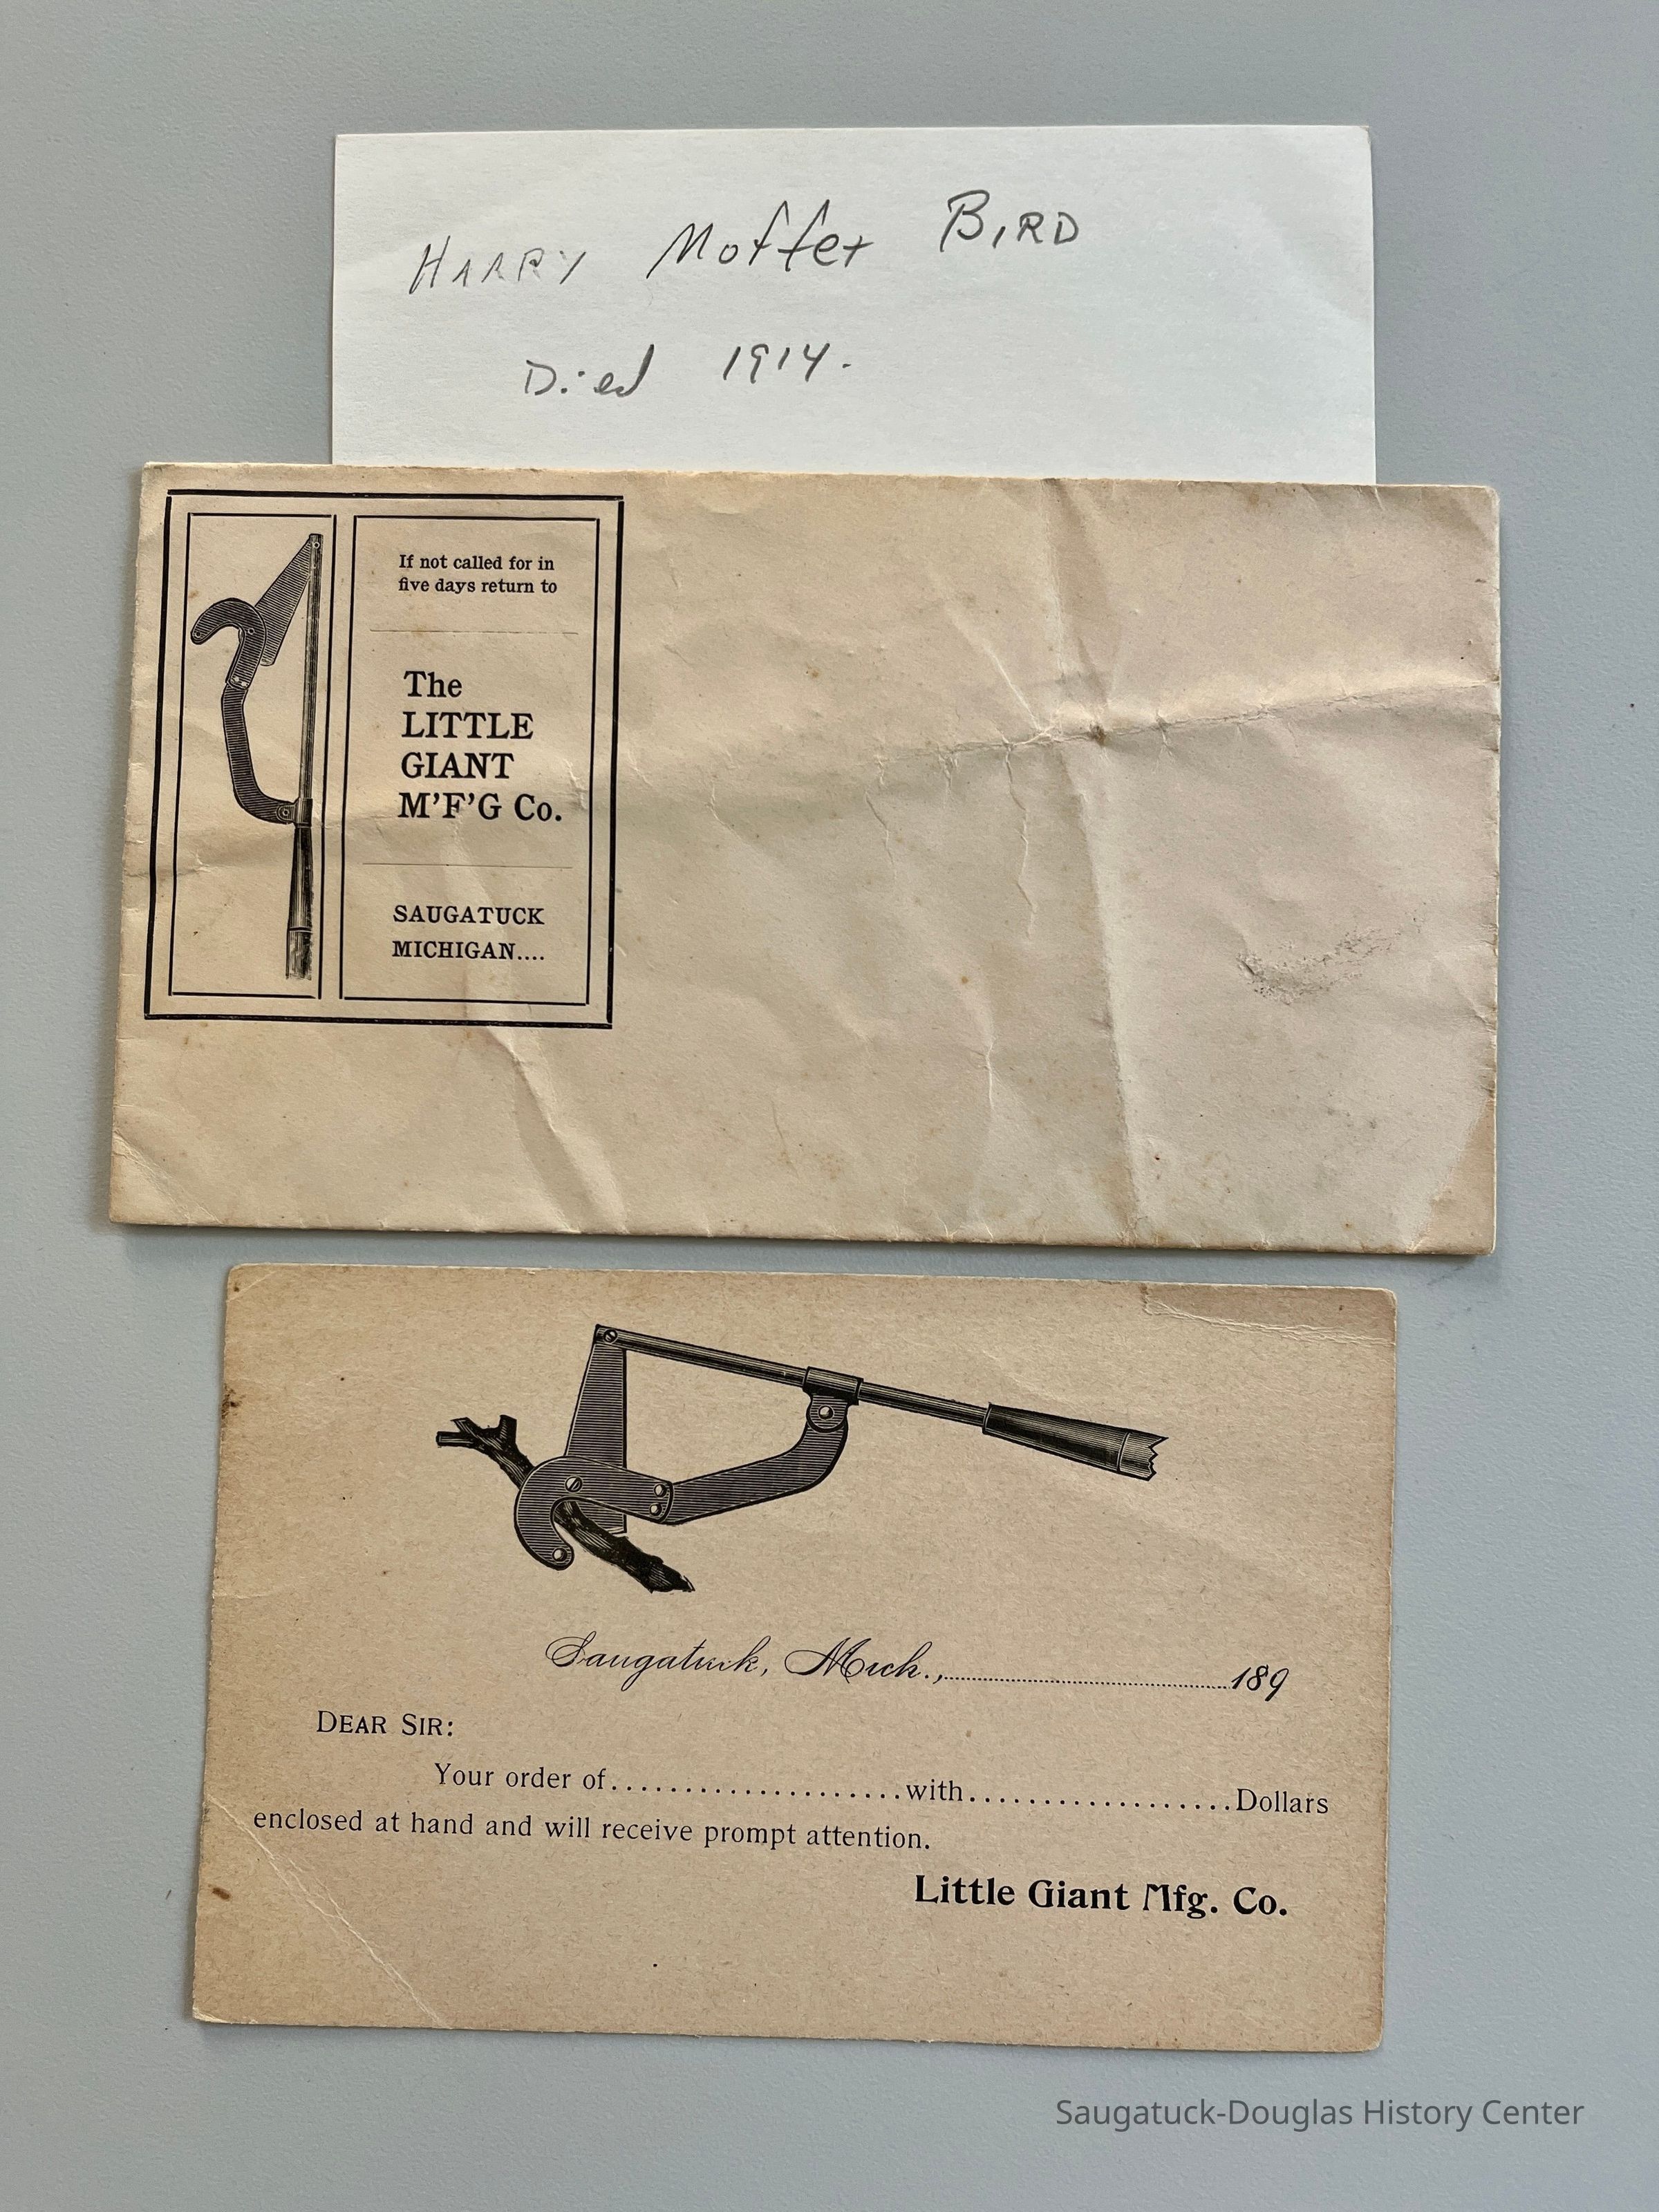 HARRY Moffet BIRD
Died 1914.
If not called for in
five days return to
The
LITTLE
GIANT
M'F'G Co.
SAUGATUCK
MICHIGAN....
Saugatuck, Mich.,..............................189
DEAR SIR:
Your order of....................with...................Dollars
enclosed at hand and will receive prompt attention.
Little Giant Mfg. Co.
Saugatuck-Douglas History Center